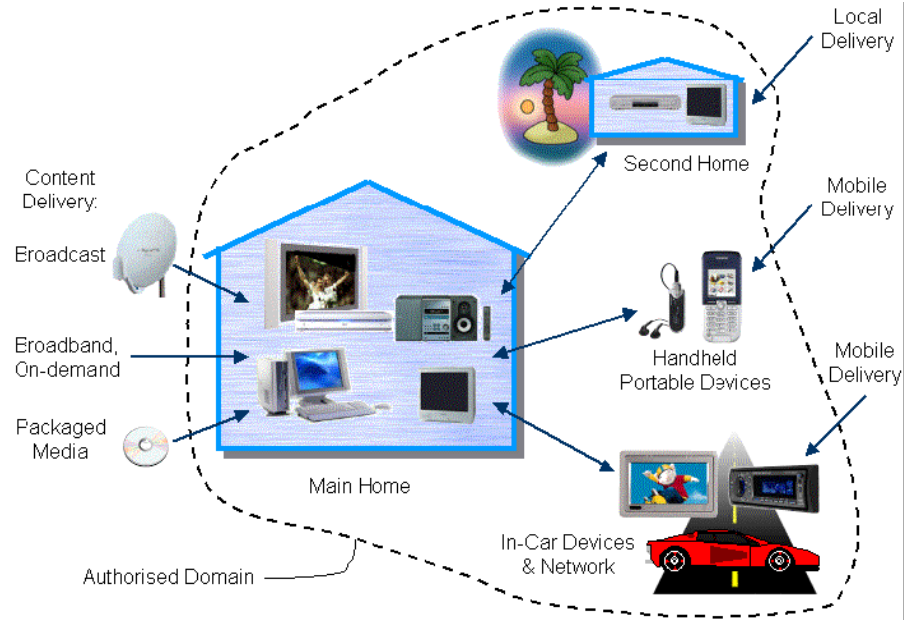 Local
Delivery
Second Home
Content
Delivery:
Broadcast
Mobile
Delivery
Broadband,
On-demand
Handheld
Portable Devices
Mobile
Delivery
Packaged
Media
Main Home
In-Car Devices
& Network
Authorised Domain